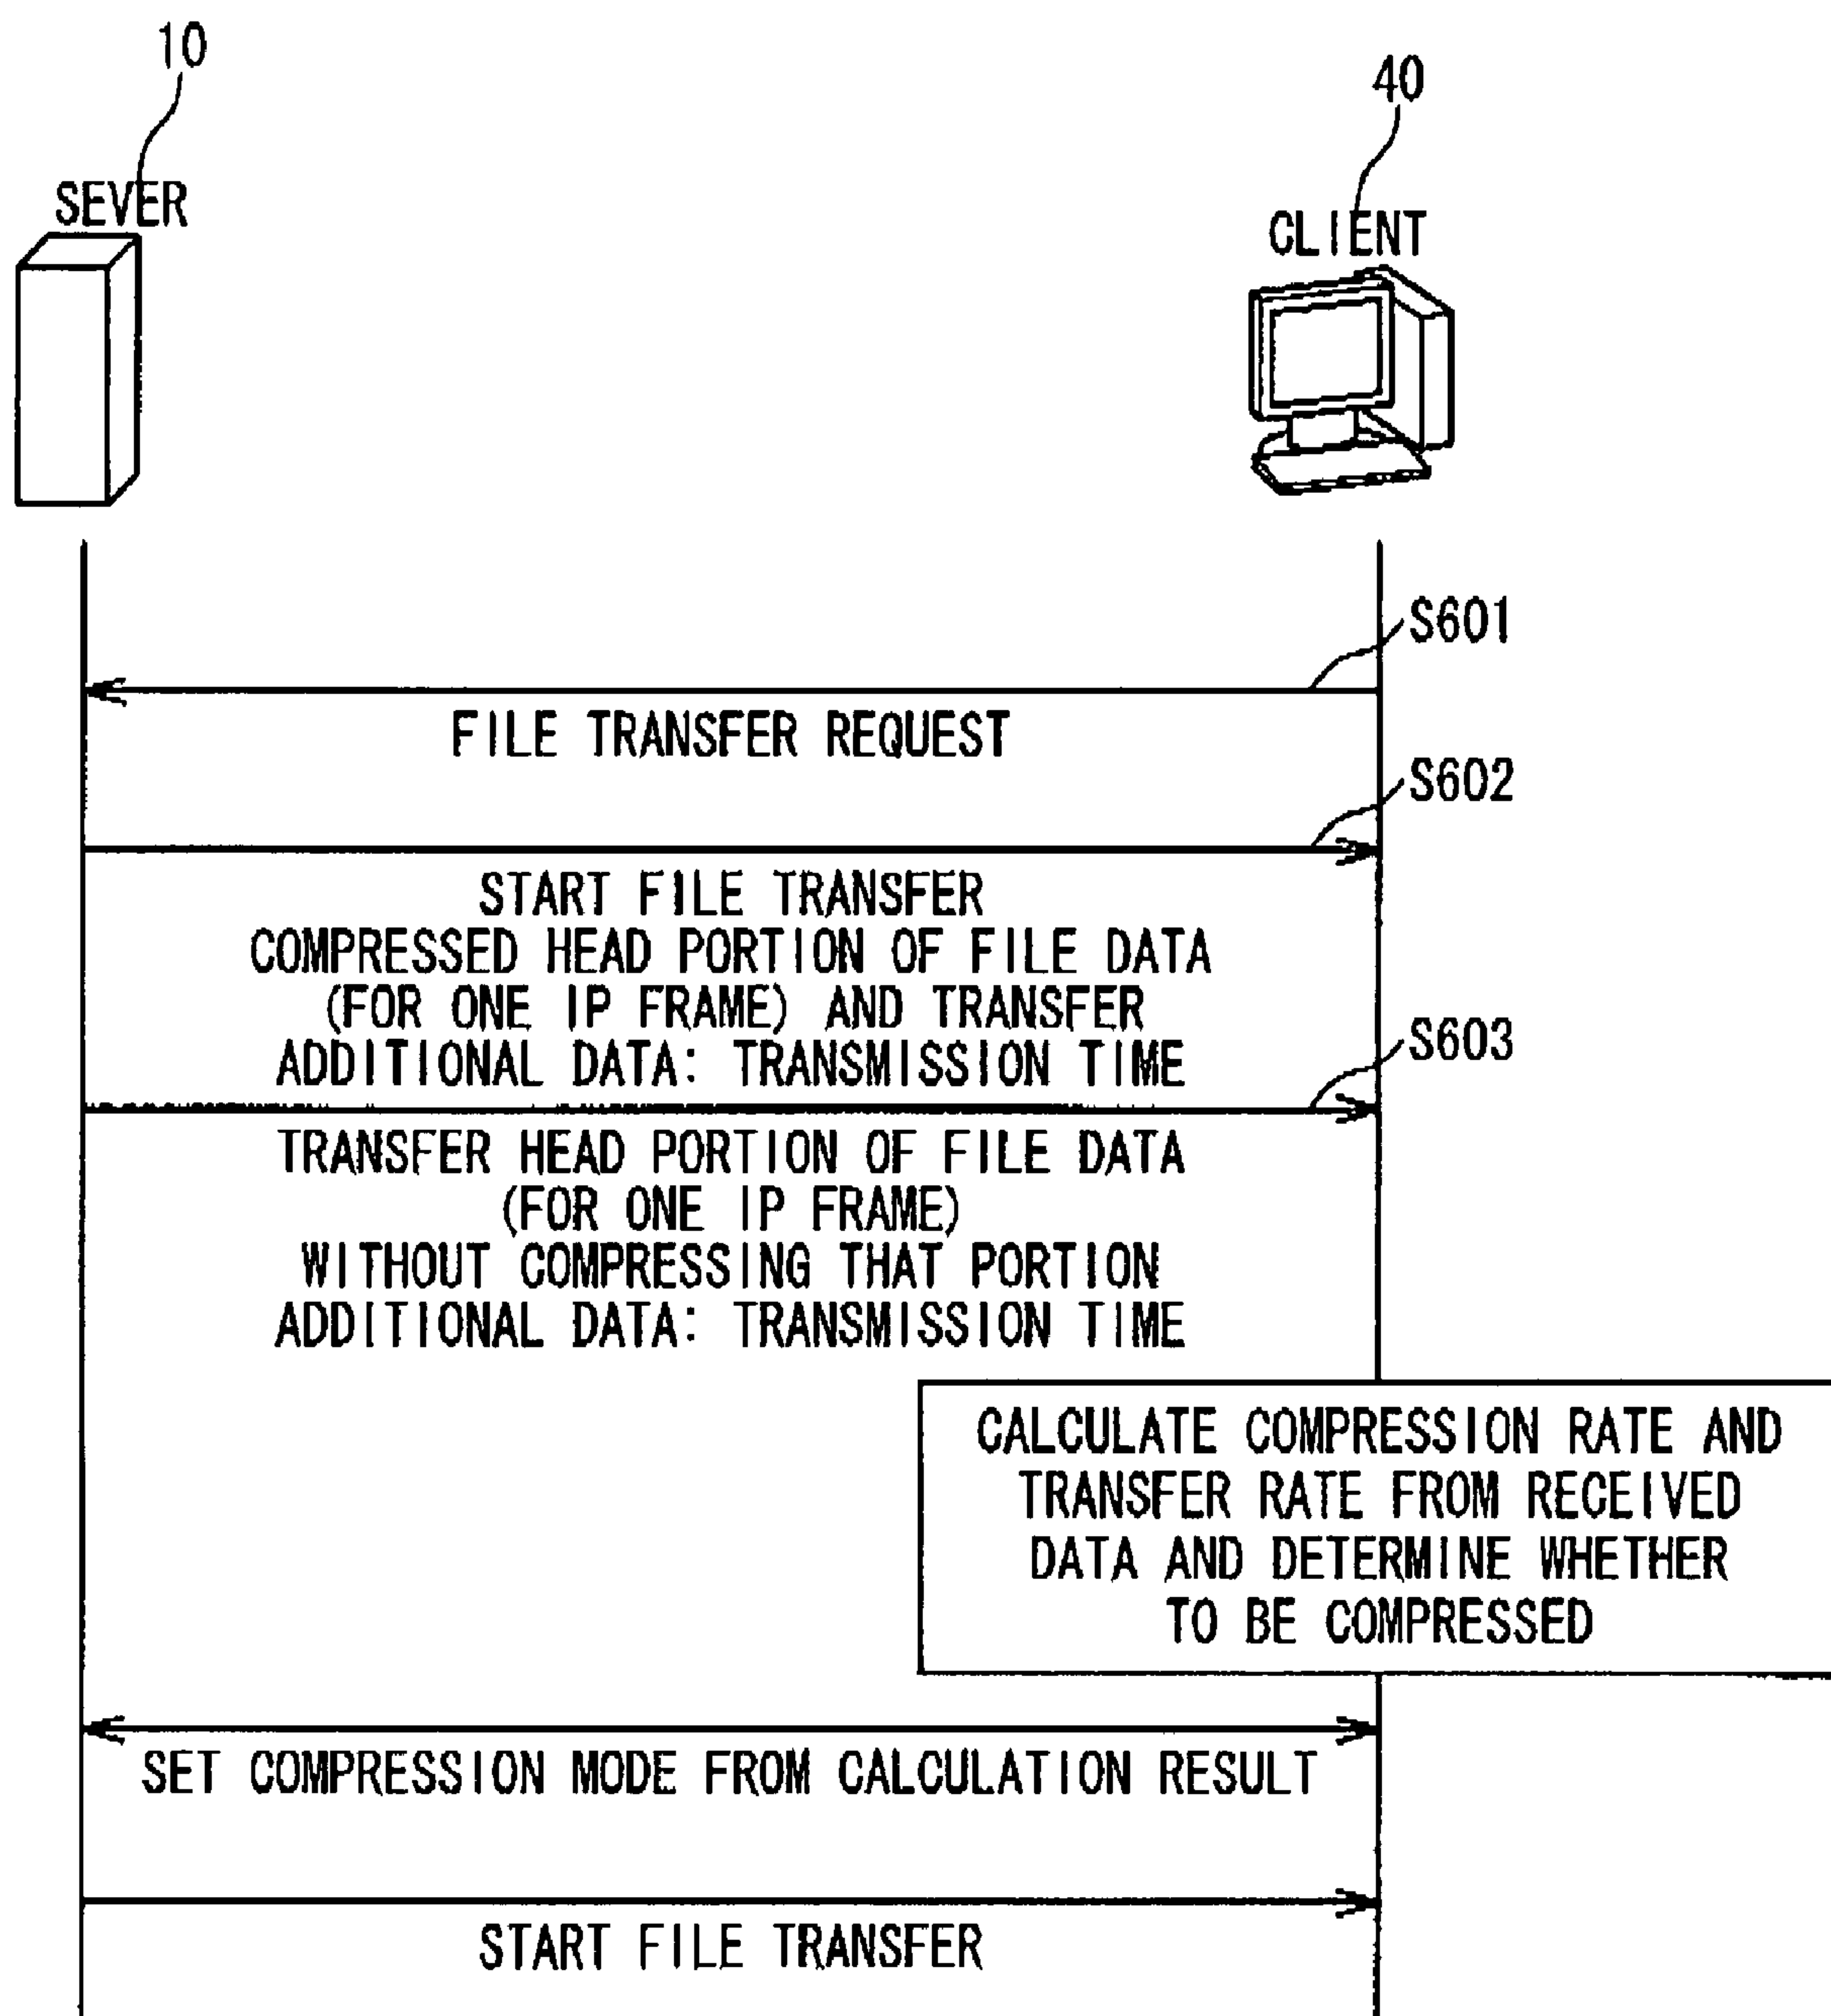 10
40
SEVER
CLIENT
S601
FILE TRANSFER REQUEST
S602
START FILE TRANSFER
COMPRESSED HEAD PORTION OF FILE DATA
(FOR ONE IP FRAME) AND TRANSFER
ADDITIONAL DATA: TRANSMISSION TIME
S603
TRANSFER HEAD PORTION OF FILE DATA
(FOR ONE IP FRAME)
WITHOUT COMPRESSING THAT PORTION
ADDITIONAL DATA: TRANSMISSION TIME
CALCULATE COMPRESSION RATE AND
TRANSFER RATE FROM RECEIVED
DATA AND DETERMINE WHETHER
TO BE COMPRESSED
SET COMPRESSION MODE FROM CALCULATION RESULT
START FILE TRANSFER